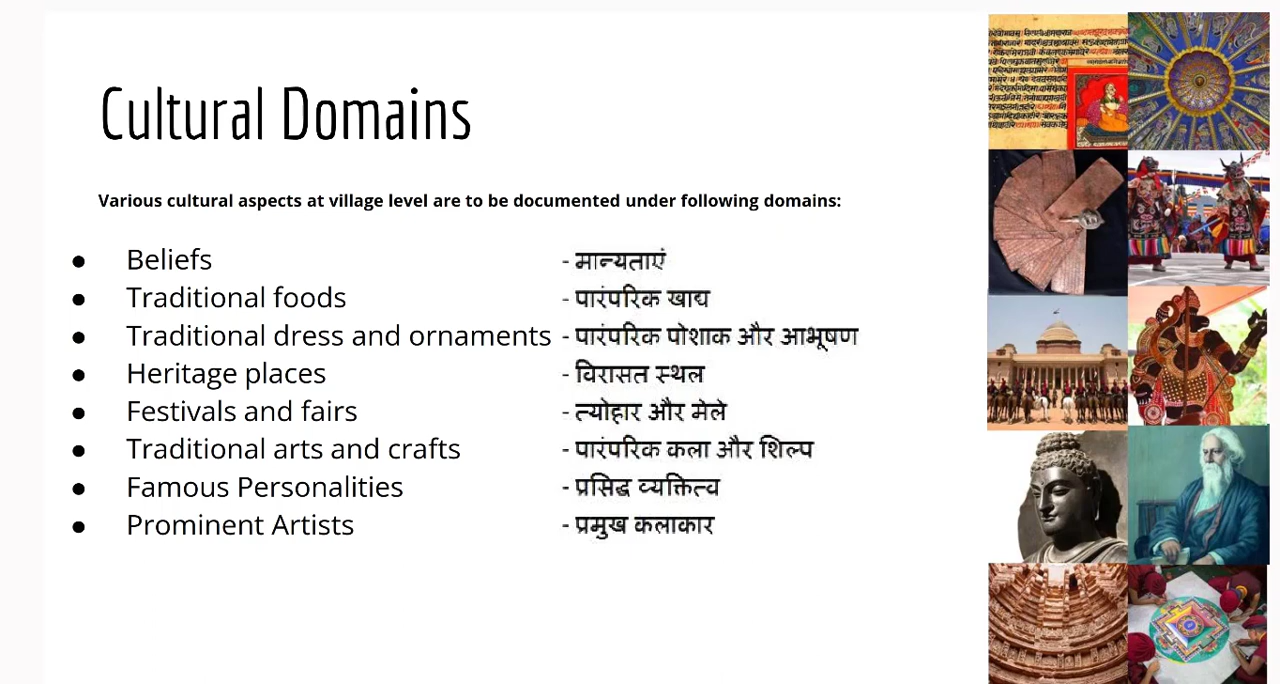 Cultural Domains
Various cultural aspects at village level are to be documented under following domains:
● Beliefs - मान्यताएं
● Traditional foods - पारंपरिक खाद्य
● Traditional dress and ornaments - पारंपरिक पोशाक और आभूषण
● Heritage places - विरासत स्थल
● Festivals and fairs - त्योहार और मेले
● Traditional arts and crafts - पारंपरिक कला और शिल्प
● Famous Personalities - प्रसिद्ध व्यक्तित्व
● Prominent Artists - प्रमुख कलाकार